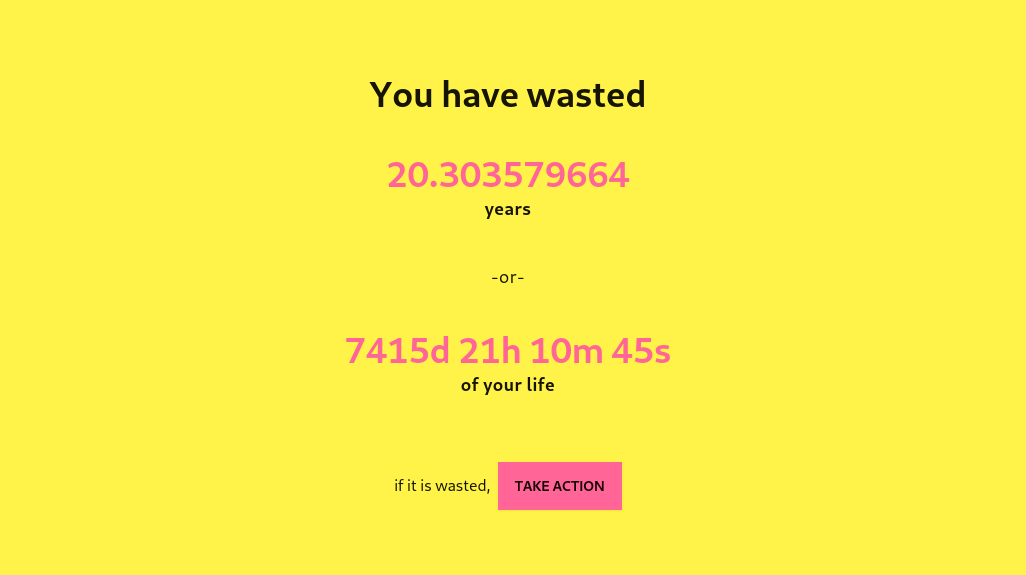 You have wasted
20.303579664
years
-or-
7415d 21h 10m 45s
of your life
if it is wasted, TAKE ACTION